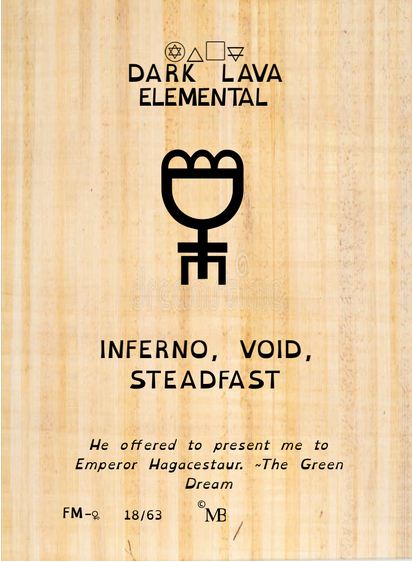 DARK LAVA
ELEMENTAL
INFERNO, VOID,
STEADFAST
He offered to present me to
Emperor Hagacestaur. ~The Green
Dream
FM-♀ 18/63 © MB